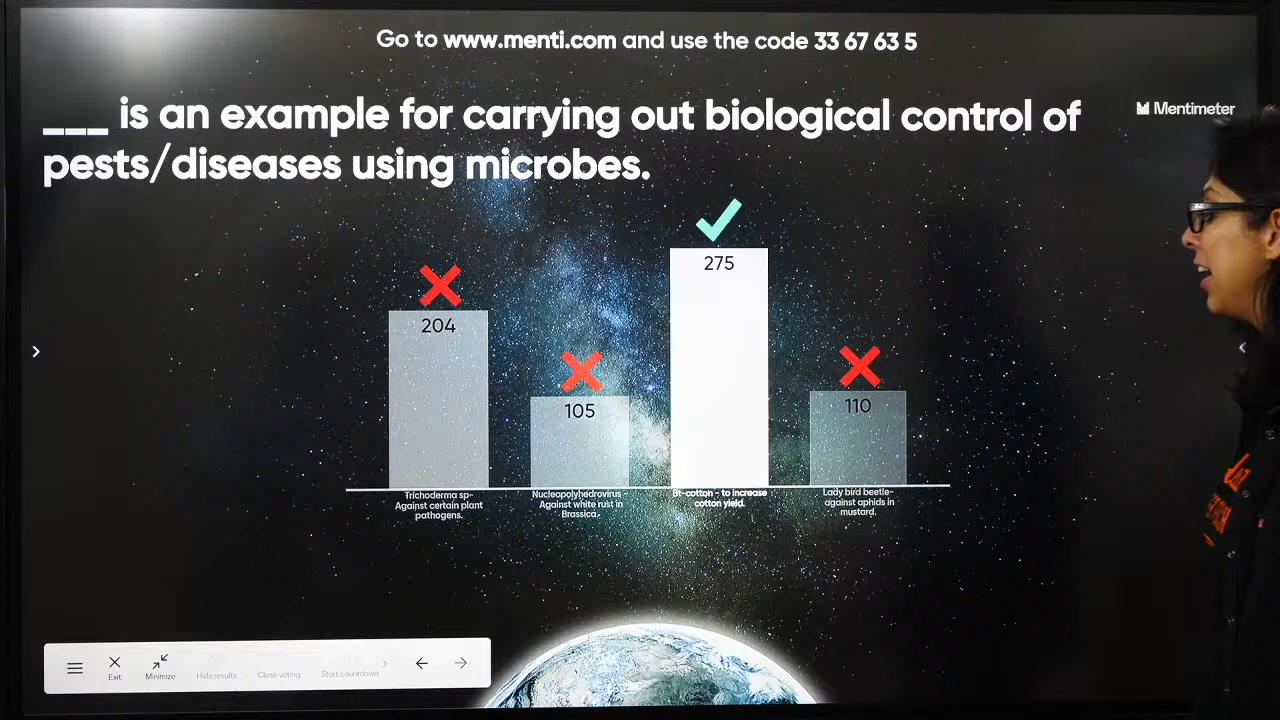 Go to www.menti.com and use the code 33 67 63 5
___ is an example for carrying out biological control of
pests/diseases using microbes.
Mentimeter
204
105
275
110
Trichoderma sp-
Against certain plant
pathogens.
Nucleopolyhedrovirus
Against white rust in
Brassica.
Bt-cotton - to increase
cotton yield.
Lady bird beetle-
against aphids in
mustard.
Exit
Minimize
Hide results
Close voting
Start countdown